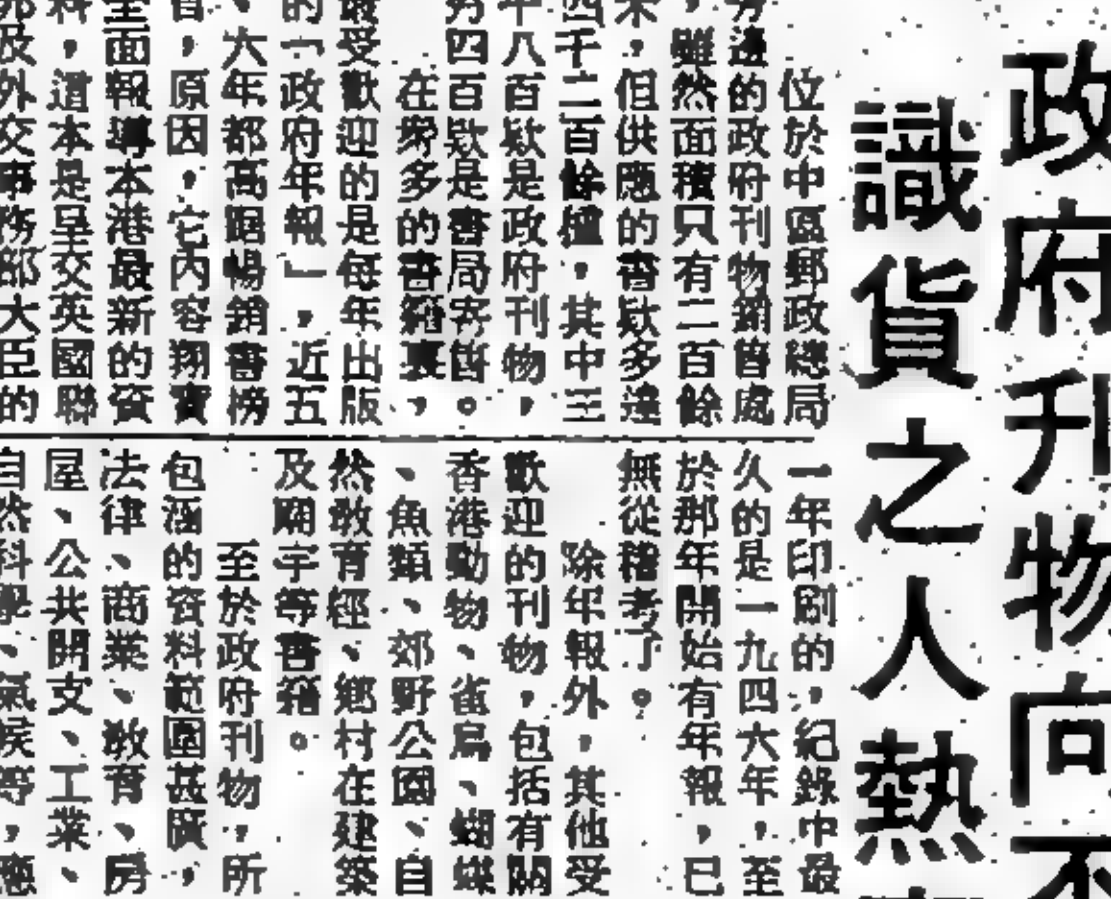 政府刊物向不
識貨之人熱
位於中區郵政總局
旁邊的政府刊物銷售處
，雖然面積只有二百餘
，但供應的書欵多達
四千二百餘種，其中三
千八百欵是政府刊物，
另四百欵是書局寄售。
在衆多的書籍裏，
最受歡迎的是每年出版
的「政府年報」，近五
、六年都高踞暢銷書榜
，原因，它內容翔實
全面報導本港最新的資
料，這本是呈交英國聯
邦及外交事務部大臣的
一年印刷的，紀錄中最
久的是一九四六年，至
於那年開始有年報，已
無從稽考了。
除年報外，其他受
歡迎的刊物，包括有關
香港動物、雀鳥、蝴蝶
、魚類、郊野公園、自
然敎育徑、鄉村在建築
及廟宇等書籍。
至於政府刊物，所
包涵的資料範圍甚廣，
法律、商業、敎育、房
屋、公共開支、工業、
自然科學、氣候等，應